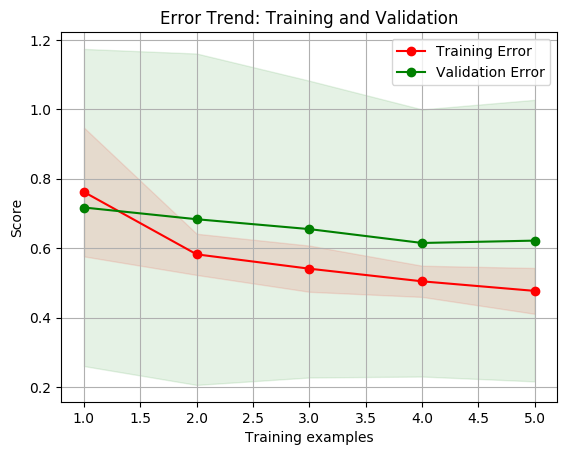 Error Trend: Training and Validation
Training Error
Validation Error
Score
1.2
1.0
0.8
0.6
0.4
0.2
1.0 1.5 2.0 2.5 3.0 3.5 4.0 4.5 5.0
Training examples